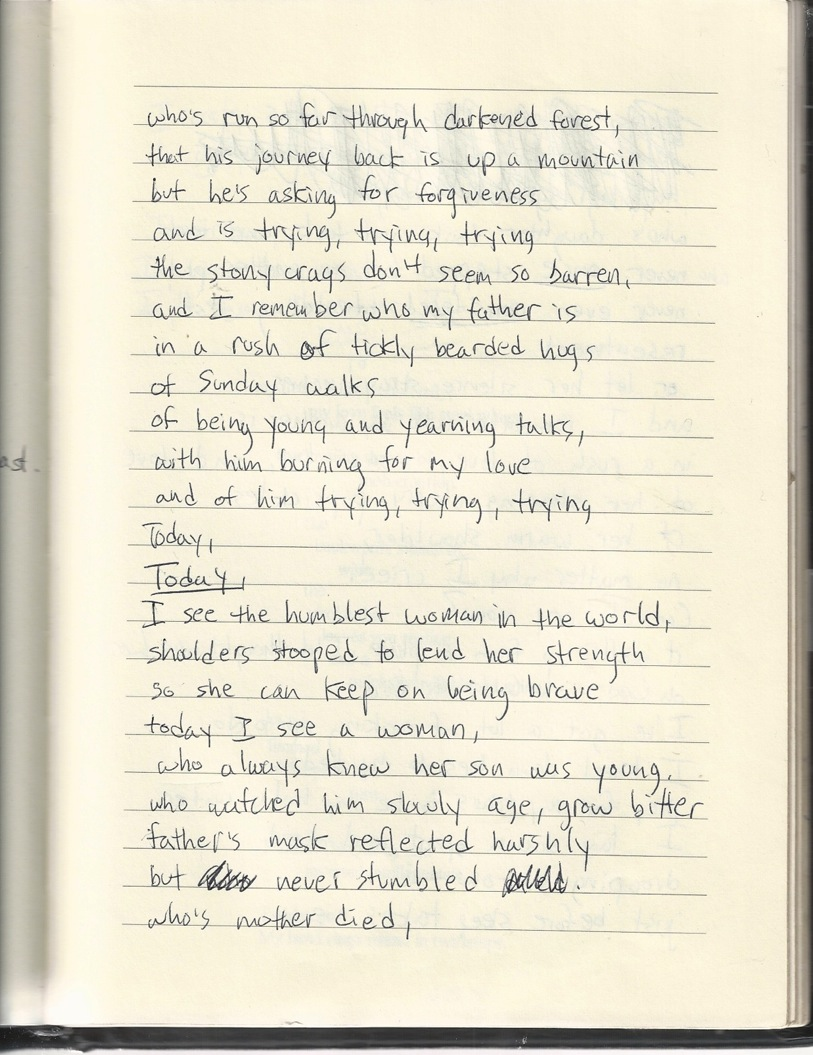 who's run so far through darkened forest,
that his journey back is up a mountain
but he's asking for forgiveness
and is trying, trying, trying
the stony crags don't seem so barren,
and I remember who my father is
in a rush of tickly bearded hugs
of Sunday walks
of being young and yearning talks,
with him burning for my love
ast.
and of him trying, trying, trying
Today,
Today,
I see the humblest woman in the world,
shoulders stooped to lend her strength
so she can keep on being brave
today I see a woman,
who always knew her son was young.
who watched him slowly age, grow bitter
father's mask reflected harshly
but never stumbled .
who's mother died,